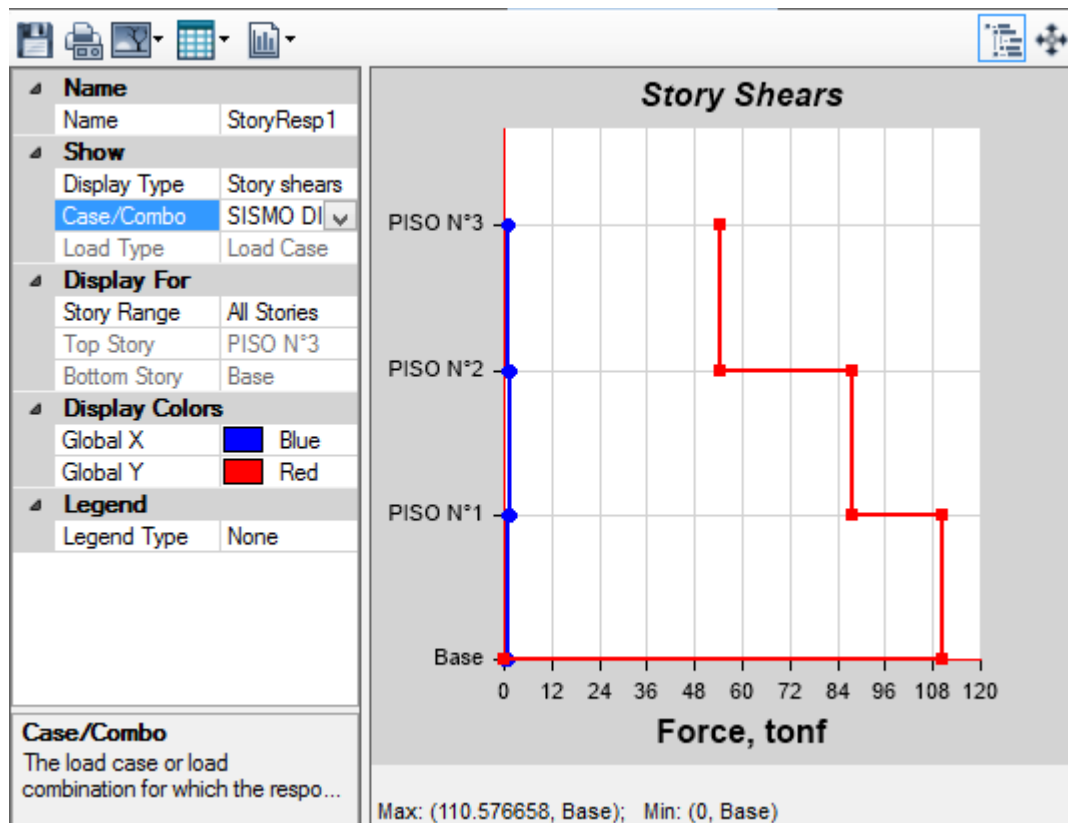 Name
Name StoryResp1
Show
Display Type Story shears
Case/Combo SISMO DI
Load Type Load Case
Display For
Story Range All Stories
Top Story PISO N°3
Bottom Story Base
Display Colors
Global X Blue
Global Y Red
Legend
Legend Type None
Case/Combo
The load case or load
combination for which the respo...
Story Shears
PISO N°3
PISO N°2
PISO N°1
Base
0 12 24 36 48 60 72 84 96 108 120
Force, tonf
Max: (110.576658, Base); Min: (0, Base)